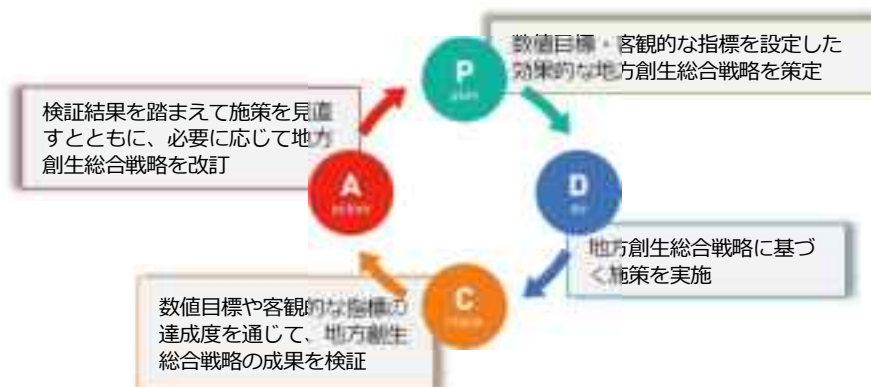 P
数値目標・客観的な指標を設定した
効果的な地方創生総合戦略を策定
検証結果を踏まえて施策を見直
すとともに、必要に応じて地方
創生総合戦略を改訂
A
D
地方創生総合戦略に基づ
く施策を実施
C
数値目標や客観的な指標の
達成度を通じて、地方創生
総合戦略の成果を検証